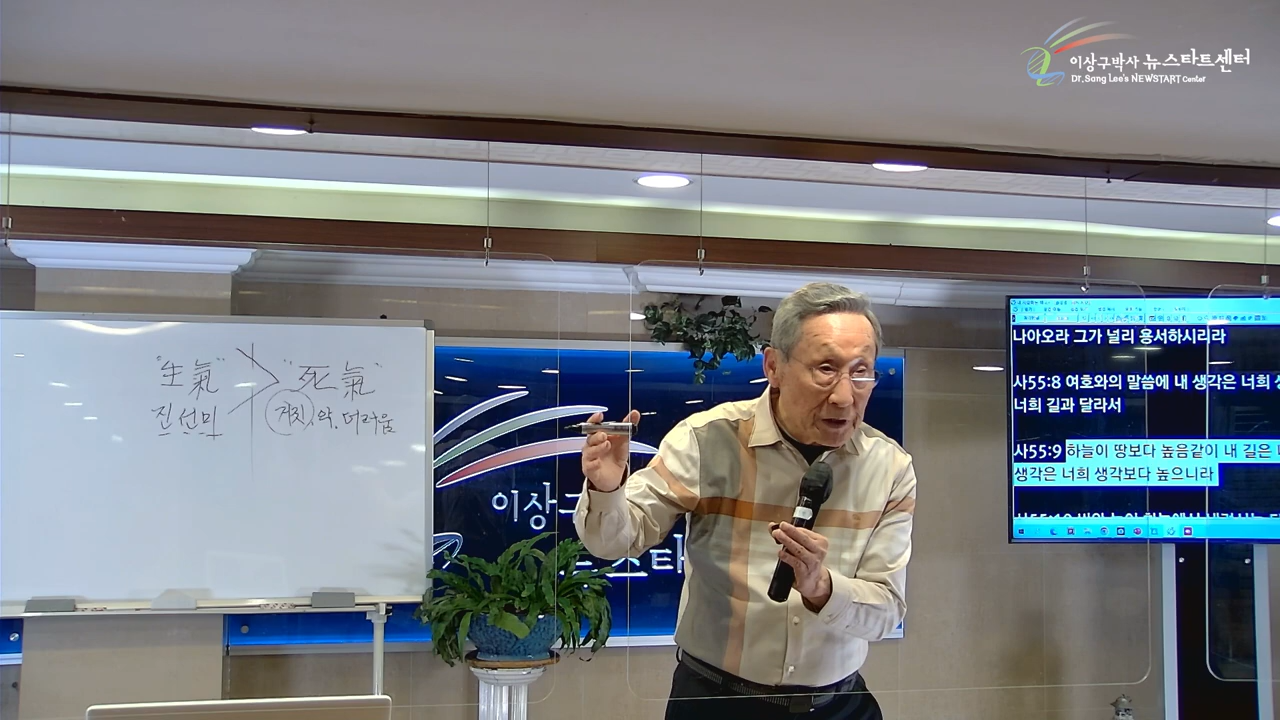 이상구박사 뉴스타트센터
Dr. Sang Lee's NEWSTART Center
"生氣" > "死氣"
진선미 거짓, 악, 더러움
이상구
스타
나아오라 그가 널리 용서하시리라
사55:8 여호와의 말씀에 내 생각은 너희
너희 길과 달라서
사55:9 하늘이 땅보다 높음같이 내 길은
생각은 너희 생각보다 높으니라